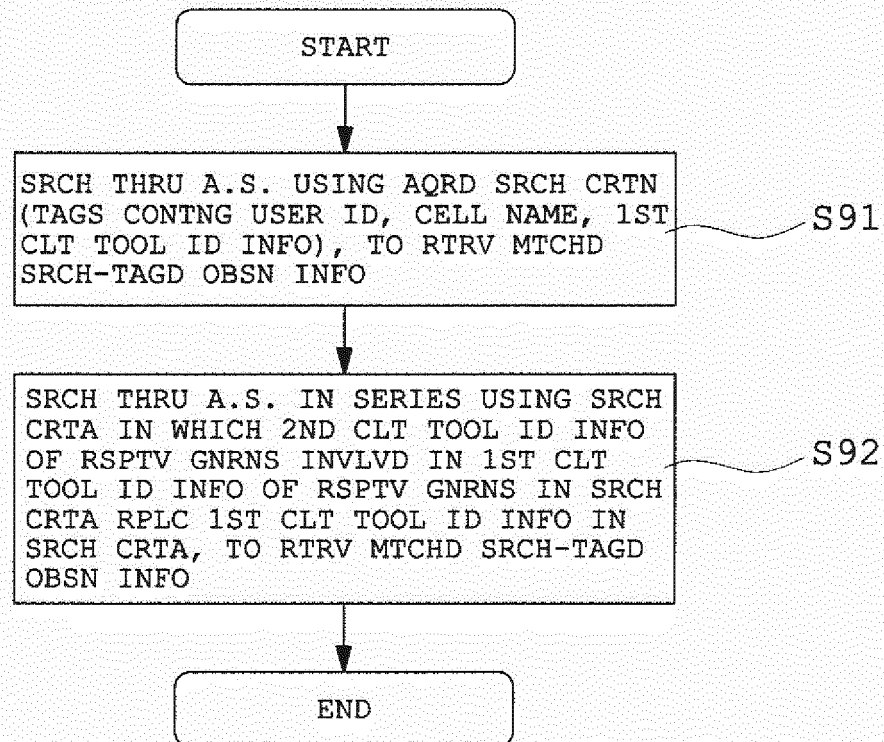 START
SRCH THRU A.S. USING AQRD SRCH CRTN
(TAGS CONTNG USER ID, CELL NAME, 1ST
CLT TOOL ID INFO), TO RTRV MTCHD
SRCH-TAGD OBSN INFO
S91
SRCH THRU A.S. IN SERIES USING SRCH
CRTA IN WHICH 2ND CLT TOOL ID INFO
OF RSPTV GNRNS INVLVD IN 1ST CLT
TOOL ID INFO OF RSPTV GNRNS IN SRCH
CRTA RPLC 1ST CLT TOOL ID INFO IN
SRCH CRTA, TO RTRV MTCHD SRCH-TAGD
OBSN INFO
S92
END